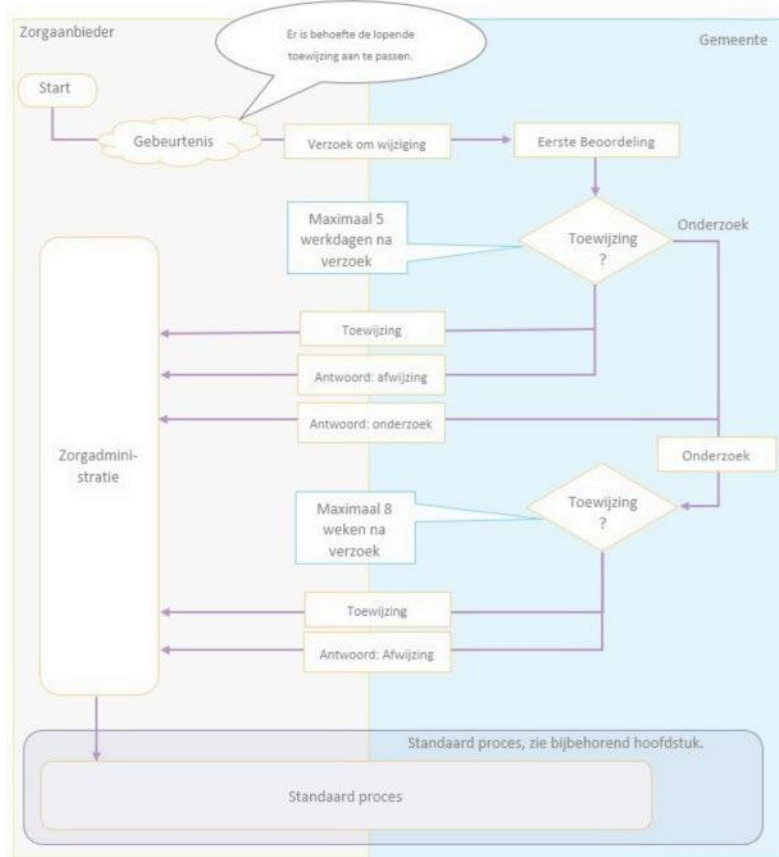 Zorgaanbieder
Er is behoefte de lopende
toewijzing aan te passen.
Gemeente
Start
Gebeurtenis
Verzoek om wijziging
Eerste Beoordeling
Maximaal 5
werkdagen na
verzoek
Toewijzing
?
Onderzoek
Toewijzing
Antwoord: afwijzing
Antwoord: onderzoek
Zorgadmini-
stratie
Onderzoek
Maximaal 8
weken na
verzoek
Toewijzing
?
Toewijzing
Antwoord: Afwijzing
Standaard proces, zie bijbehorend hoofdstuk.
Standaard proces